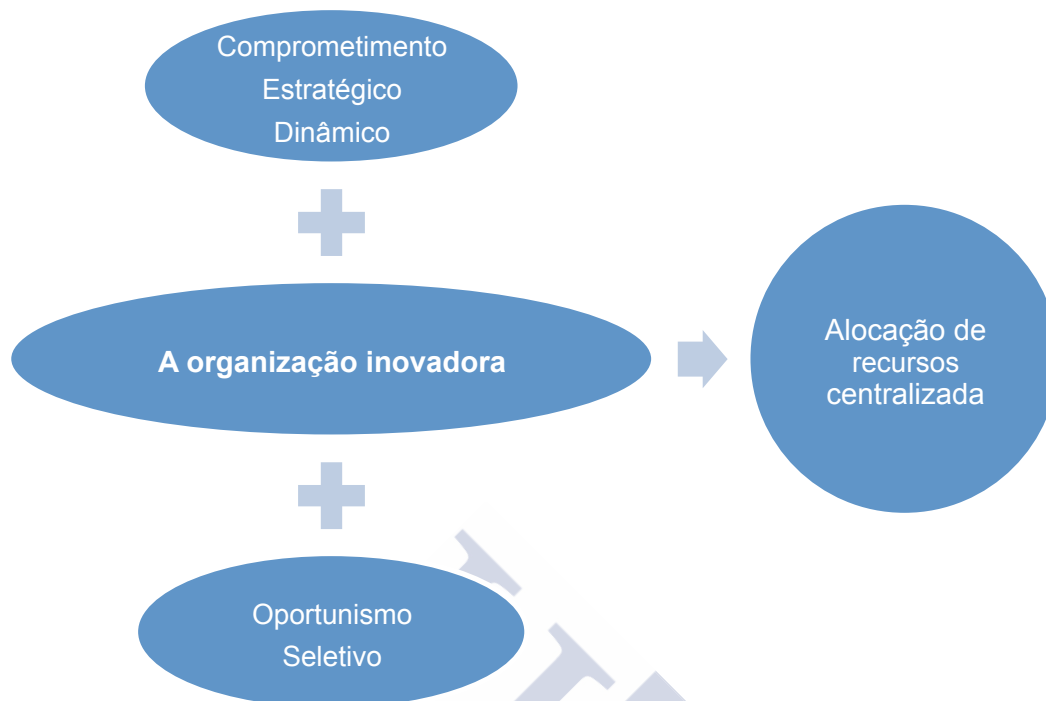 Comprometimento
Estratégico
Dinâmico
A organização inovadora
Alocação de
recursos
centralizada
Oportunismo
Seletivo